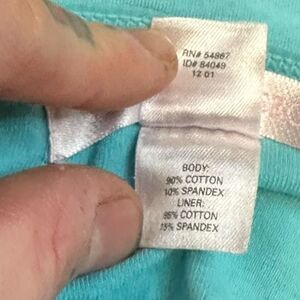 RN# 54867
ID# 84049
12 01
BODY:
90% COTTON
10% SPANDEX
LINER:
85% COTTON
15% SPANDEX